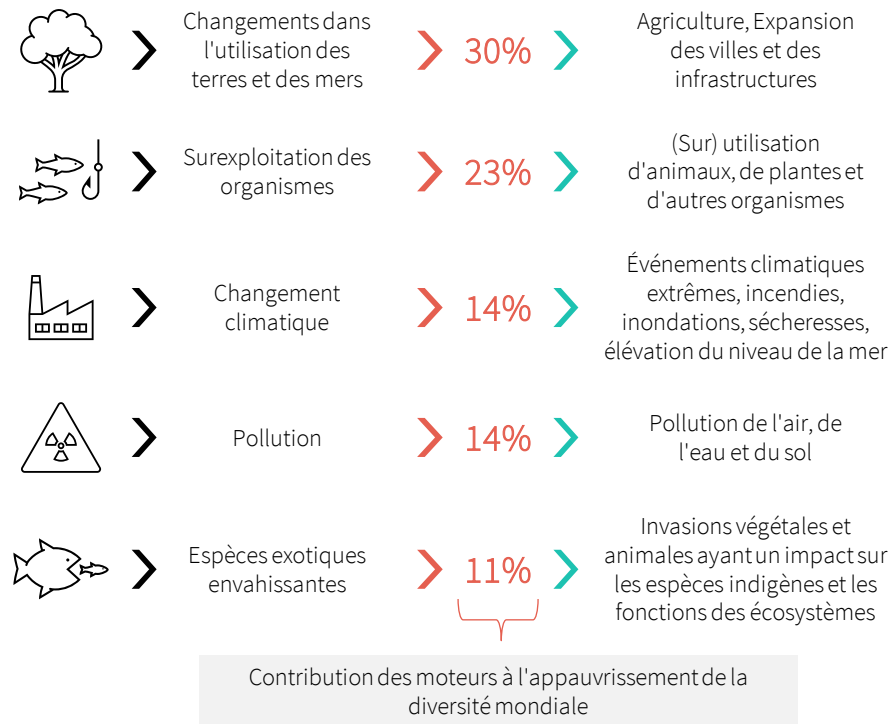 Changements dans
l'utilisation des
terres et des mers
30%
Agriculture, Expansion
des villes et des
infrastructures
Surexploitation des
organismes
23%
(Sur) utilisation
d'animaux, de plantes et
d'autres organismes
Changement
climatique
14%
Événements climatiques
extrêmes, incendies,
inondations, sécheresses,
élévation du niveau de la mer
Pollution
14%
Pollution de l'air, de
l'eau et du sol
Espèces exotiques
envahissantes
11%
Invasions végétales et
animales ayant un impact sur
les espèces indigènes et les
fonctions des écosystèmes
Contribution des moteurs à l'appauvrissement de la
diversité mondiale